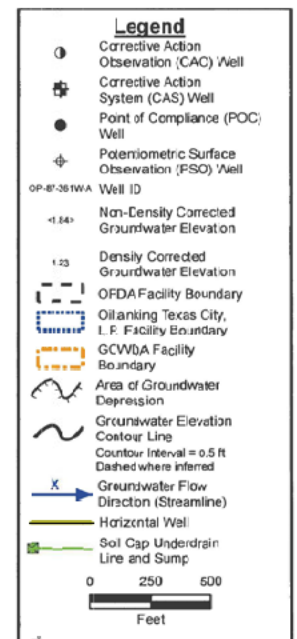 Legend
Corrective Action
Observation (CAO) Well
Corrective Action
System (CAS) Well
Point of Compliance (POC)
Well
Potentiometric Surface
Observation (PSO) Well
OP-87-361W-A Well ID
<1.84> Non-Density Corrected
Groundwater Elevation
1.23 Density Corrected
Groundwater Elevation
OFDA Facility Boundary
Oiltanking Texas City,
L.P. Facility Boundary
GCWDA Facility
Boundary
Area of Groundwater
Depression
Groundwater Elevation
Contour Line
Countour Interval = 0.5 ft
Dashed where inferred
X Groundwater Flow
Direction (Streamline)
Horizontal Well
Soil Cap Underdrain
Line and Sump
0 250 500
Feet